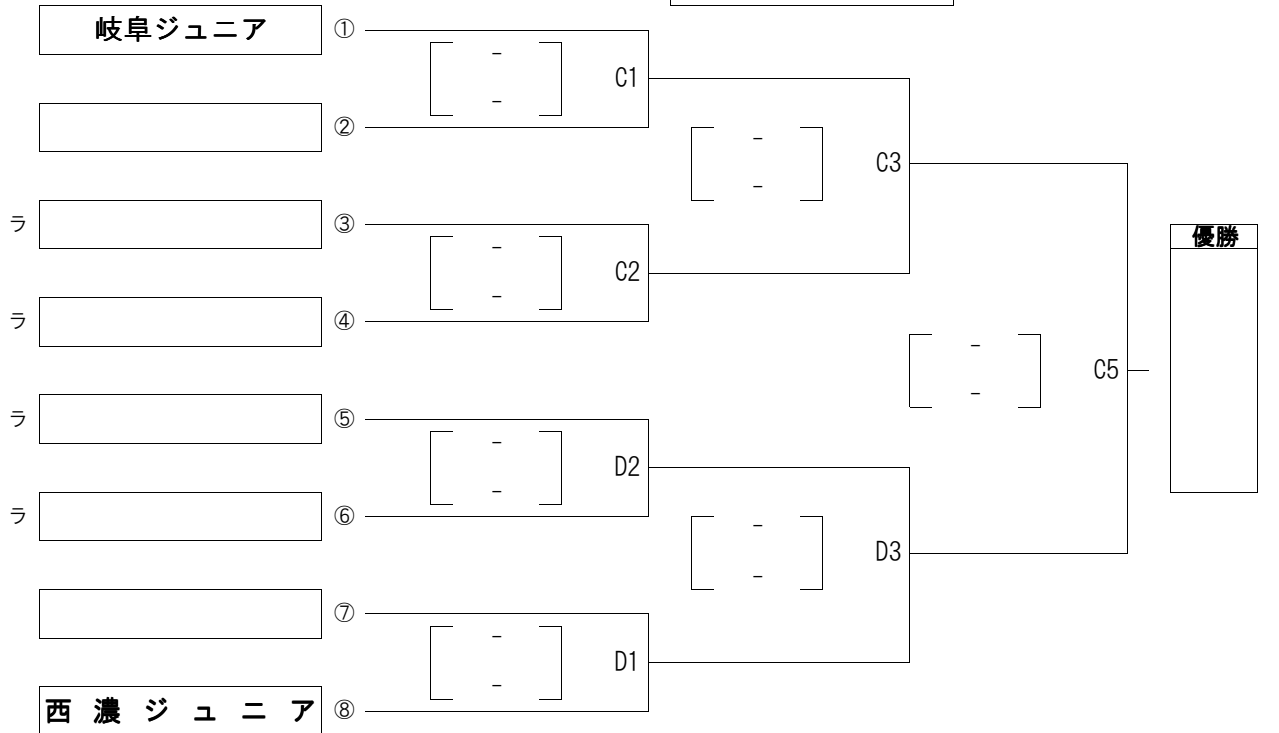 岐阜ジュニア ①
- C1
-
②
- C3
-
ラ ③
優勝
- C2
-
ラ ④
- C5
-
ラ ⑤
- D2
-
ラ ⑥
- D3
-
⑦
- D1
-
西濃ジュニア ⑧